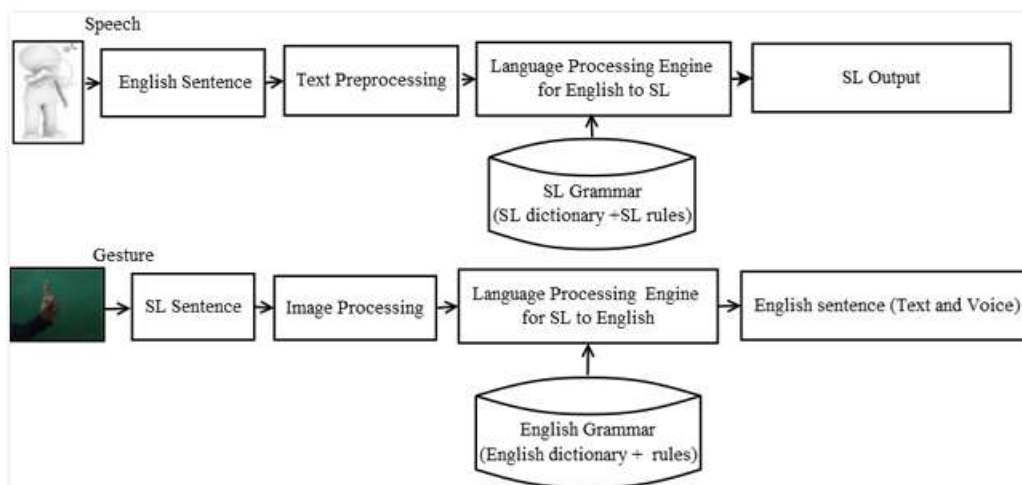 Speech
English Sentence
Text Preprocessing
Language Processing Engine
for English to SL
SL Output
SL Grammar
(SL dictionary +SL rules)
Gesture
SL Sentence
Image Processing
Language Processing Engine
for SL to English
English sentence (Text and Voice)
English Grammar
(English dictionary + rules)